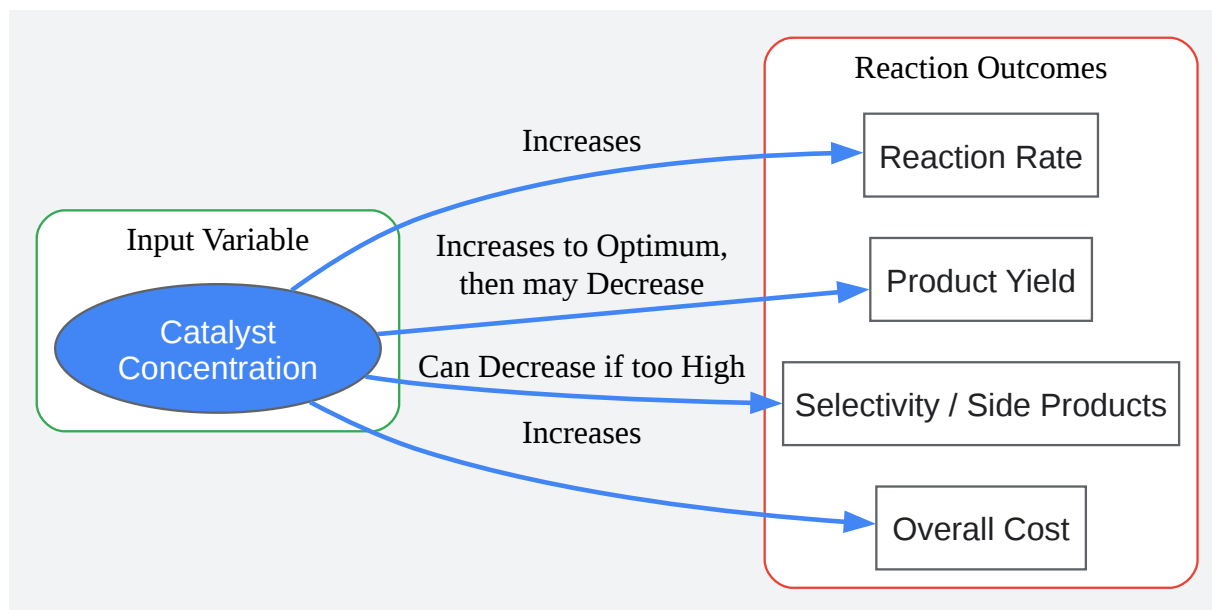 Reaction Outcomes
Increases
Reaction Rate
Input Variable
Increases to Optimum,
then may Decrease
Product Yield
Catalyst
Concentration
Can Decrease if too High
Selectivity / Side Products
Increases
Overall Cost